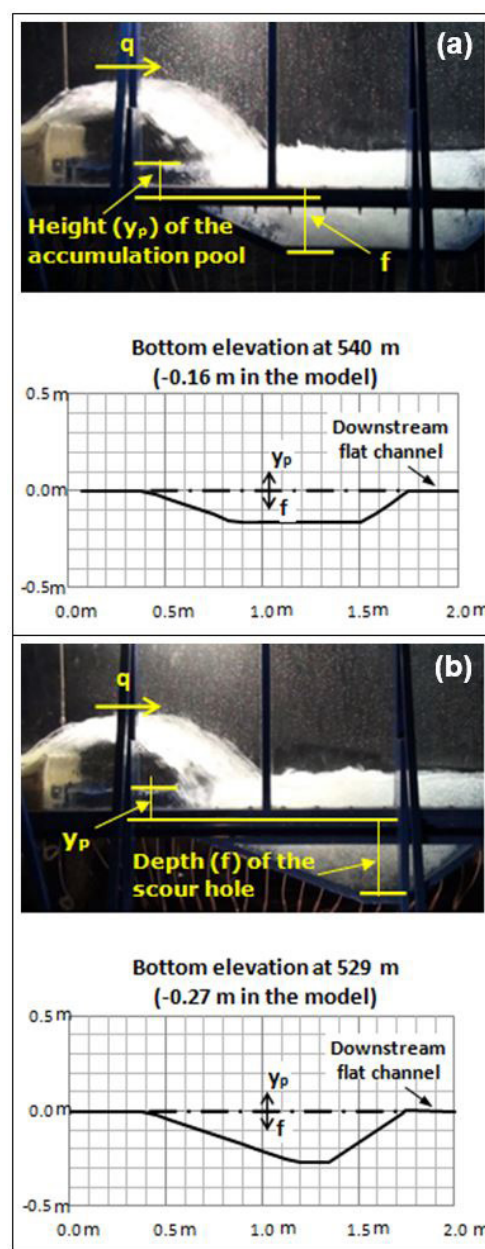 (a)
q
Height (yₚ) of the
accumulation pool
f
Bottom elevation at 540 m
(-0.16 m in the model)
0.5m
Downstream
flat channel
yₚ
0.0m
f
-0.5m
0.0m 0.5m 1.0m 1.5m 2.0m
(b)
q
yₚ
Depth (f) of the
scour hole
Bottom elevation at 529 m
(-0.27 m in the model)
0.5m
Downstream
flat channel
yₚ
0.0m
f
-0.5m
0.0m 0.5m 1.0m 1.5m 2.0m